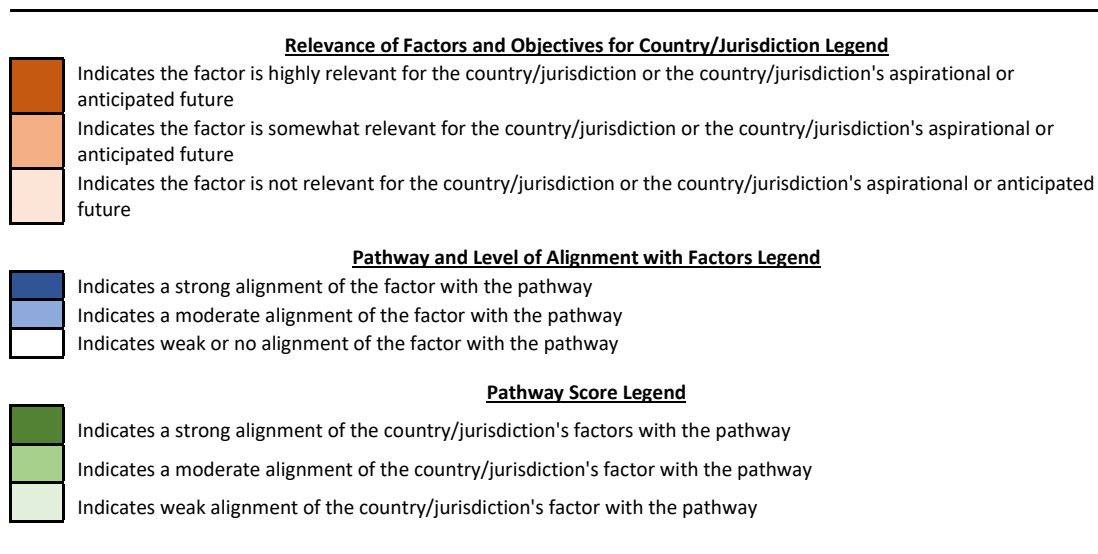 Relevance of Factors and Objectives for Country/Jurisdiction Legend
Indicates the factor is highly relevant for the country/jurisdiction or the country/jurisdiction's aspirational or
anticipated future
Indicates the factor is somewhat relevant for the country/jurisdiction or the country/jurisdiction's aspirational or
anticipated future
Indicates the factor is not relevant for the country/jurisdiction or the country/jurisdiction's aspirational or anticipated
future
Pathway and Level of Alignment with Factors Legend
Indicates a strong alignment of the factor with the pathway
Indicates a moderate alignment of the factor with the pathway
Indicates weak or no alignment of the factor with the pathway
Pathway Score Legend
Indicates a strong alignment of the country/jurisdiction's factors with the pathway
Indicates a moderate alignment of the country/jurisdiction's factor with the pathway
Indicates weak alignment of the country/jurisdiction's factor with the pathway